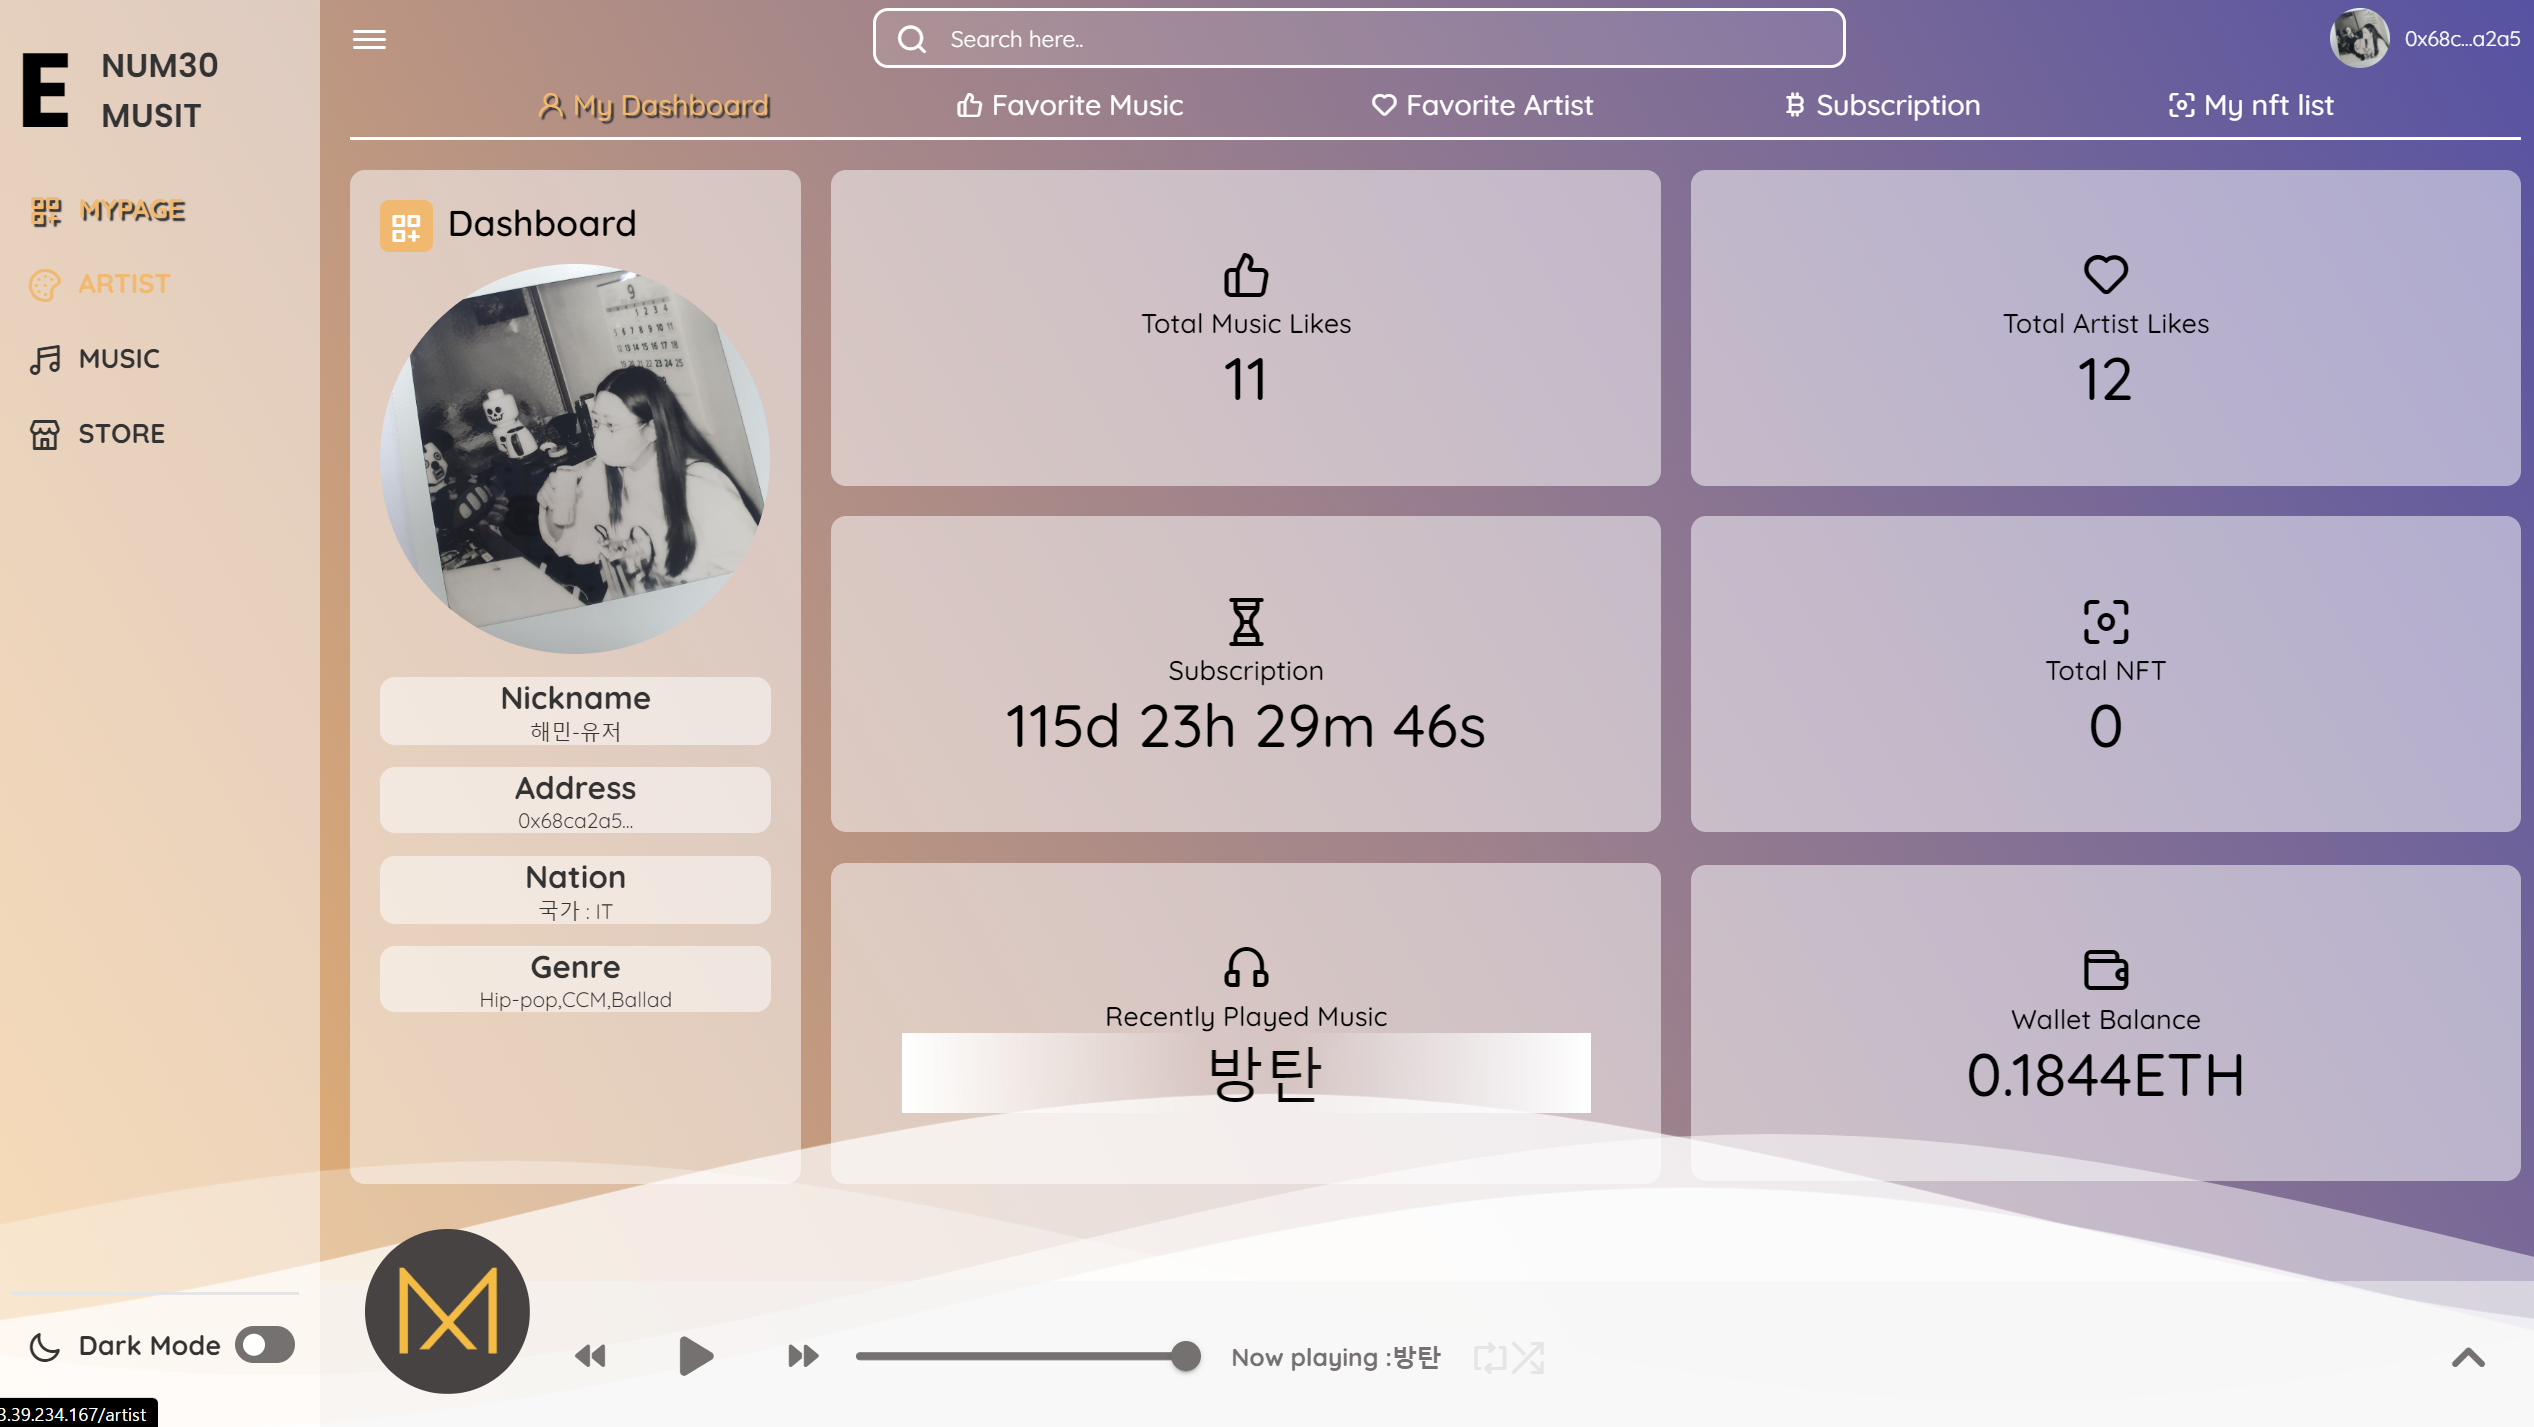 E
NUM30
MUSIT
MYPAGE
ARTIST
MUSIC
STORE
Dark Mode
3.39.234.167/artist
Search here..
0x68c...a2a5
My Dashboard
Favorite Music
Favorite Artist
Subscription
My nft list
Dashboard
Nickname
해민-유저
Address
0x68ca2a5...
Nation
국가 : IT
Genre
Hip-pop,CCM,Ballad
Total Music Likes
11
Total Artist Likes
12
Subscription
115d 23h 29m 46s
Total NFT
0
Recently Played Music
방탄
Wallet Balance
0.1844ETH
Now playing :방탄